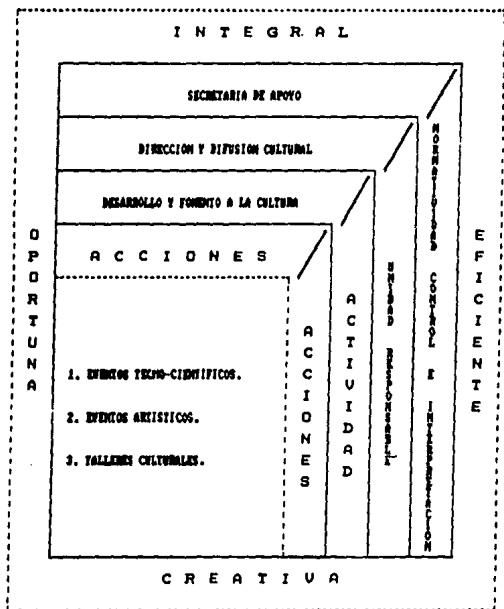 INTEGRAL
SECRETARIA DE APOYO
DIRECCION Y DIFUSION CULTURAL
DESARROLLO Y FOMENTO A LA CULTURA
ACCIONES
OPORTUNA
1. EVENTOS TECNO-CIENTIFICOS.
2. EVENTOS ARTISTICOS.
3. TALLERES CULTURALES.
ACCIONES
ACTIVIDAD
UNIDAD RESPONSABLE
NORMATIVIDAD CONTROL E INTERPRETACION
EFICIENTE
CREATIVA